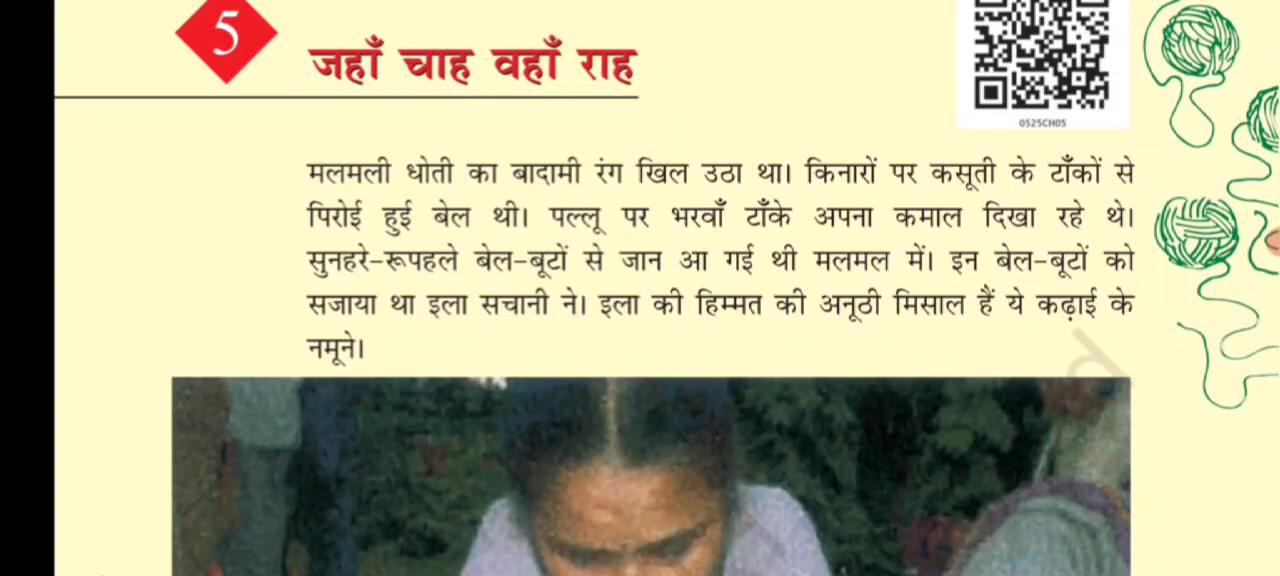 5
जहाँ चाह वहाँ राह
0525CH05
मलमली धोती का बादामी रंग खिल उठा था। किनारों पर कसूती के टाँकों से
पिरोई हुई बेल थी। पल्लू पर भरवाँ टाँके अपना कमाल दिखा रहे थे।
सुनहरे-रूपहले बेल-बूटों से जान आ गई थी मलमल में। इन बेल-बूटों को
सजाया था इला सचानी ने। इला की हिम्मत की अनूठी मिसाल हैं ये कढ़ाई के
नमूने।